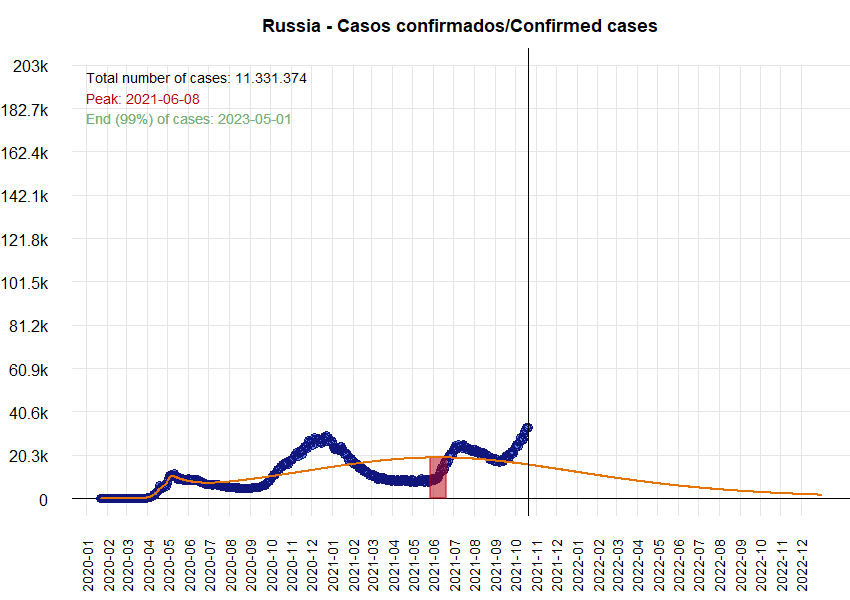 Russia - Casos confirmados/Confirmed cases
203k
Total number of cases: 11.331.374
Peak: 2021-06-08
182.7k
End (99%) of cases: 2023-05-01
162.4k
142.1k
121.8k
101.5k
81.2k
60.9k
40.6k
20.3k
0
2020-01
2020-02
2020-03
2020-04
2020-05
2020-06
2020-07
2020-08
2020-09
2020-10
2020-11
2020-12
2021-01
2021-02
2021-03
2021-04
2021-05
2021-06
2021-07
2021-08
2021-09
2021-10
2021-11
2021-12
2022-01
2022-02
2022-03
2022-04
2022-05
2022-06
2022-07
2022-08
2022-09
2022-10
2022-11
2022-12